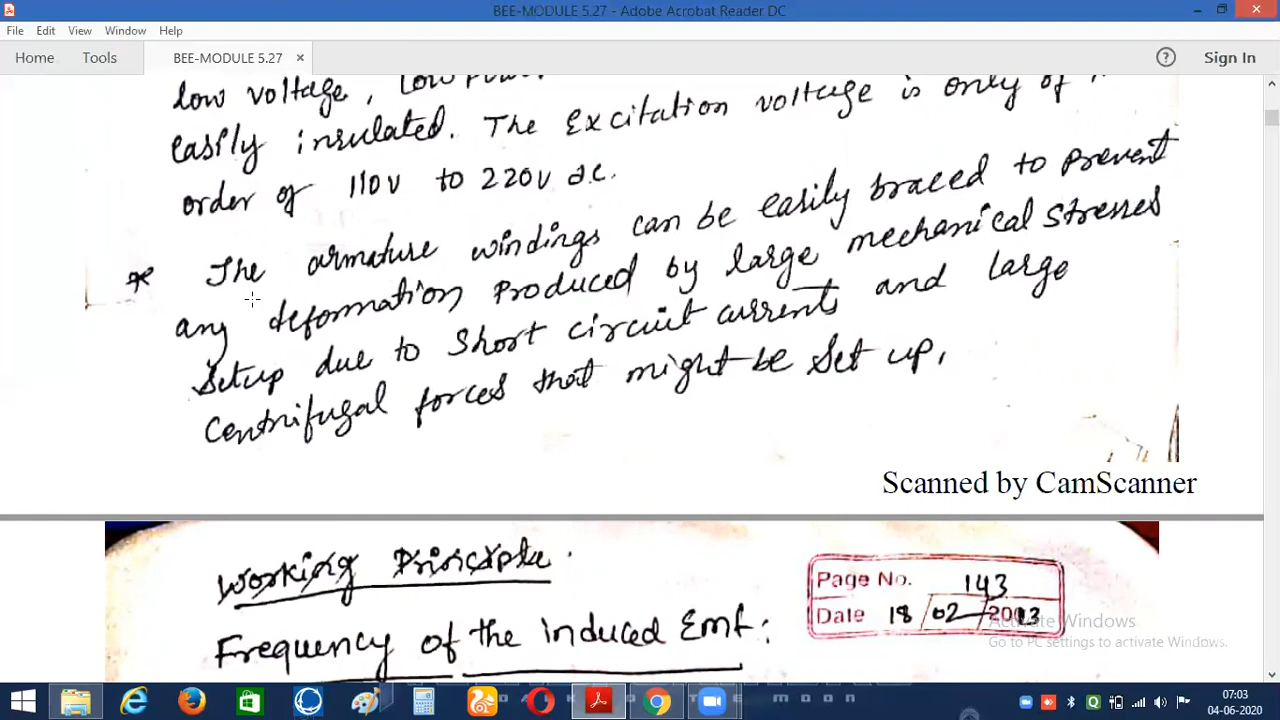 BEE-MODULE 5.27 - Adobe Acrobat Reader DC
File Edit View Window Help
Home Tools BEE-MODULE 5.27 × Sign In
low voltage, low
easily insulated. The Excitation voltage is only of
order of 110V to 220V d.c.
* The armature windings can be easily braced to prevent
any deformation produced by large mechanical stresses
setup due to short circuit currents and large
centrifugal forces that might be set up.
Scanned by CamScanner
Working Principle.
Page No. 143
Date 18/02/2013
Frequency of the induced Emf:
Activate Windows
Go to PC settings to activate Windows.
07:03
04-06-2020